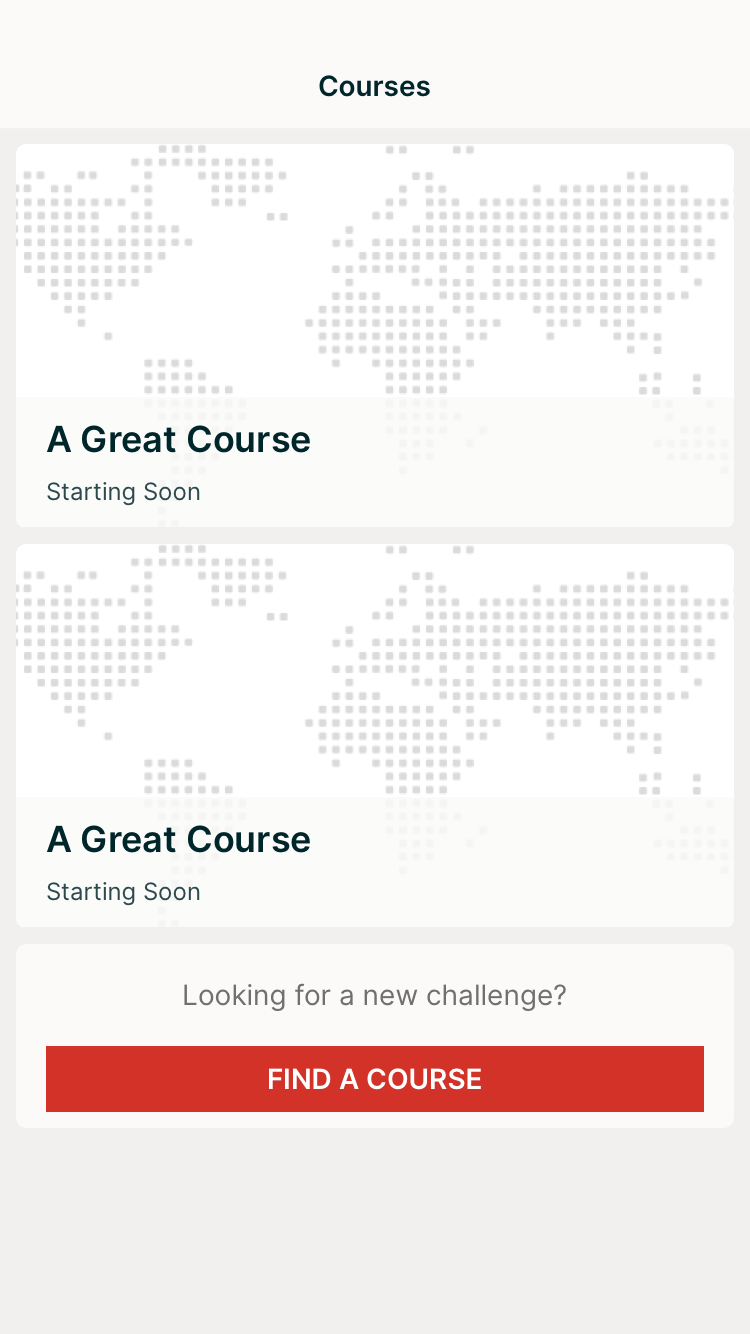 Courses
A Great Course
Starting Soon
A Great Course
Starting Soon
Looking for a new challenge?
FIND A COURSE